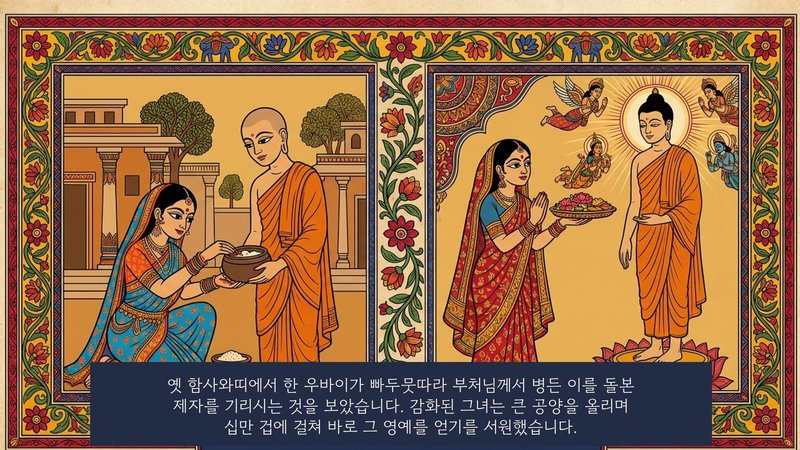 옛 함사와띠에서 한 우바이가 빠두뭇따라 부처님께서 병든 이를 돌본
제자를 기리시는 것을 보았습니다. 감화된 그녀는 큰 공양을 올리며
십만 겁에 걸쳐 바로 그 영예를 얻기를 서원했습니다.